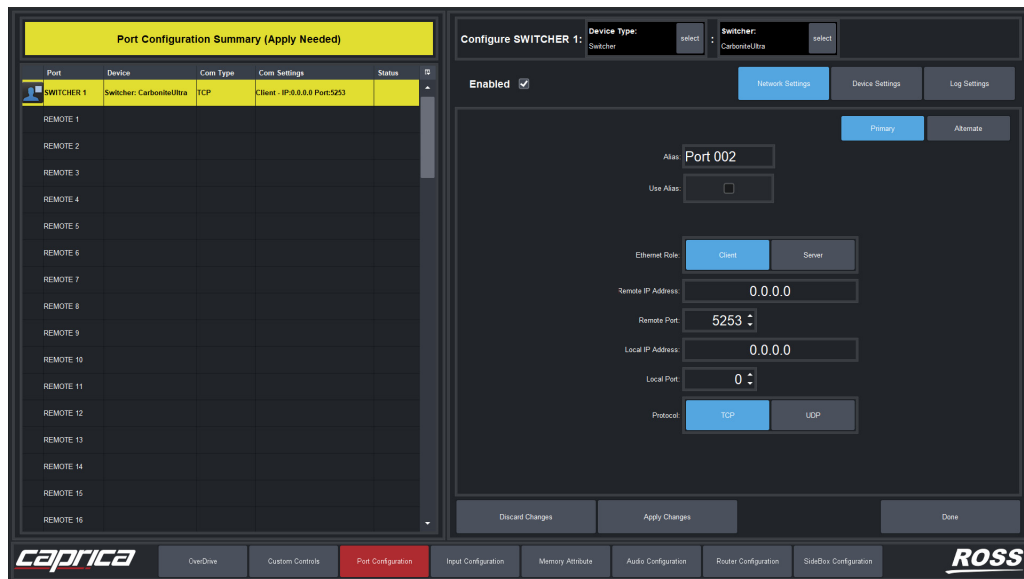 Port Configuration Summary (Apply Needed)
Port Device Com Type Com Settings Status
SWITCHER 1 Switcher: CarboniteUltra TCP Client - IP:0.0.0.0 Port:5253
REMOTE 1
REMOTE 2
REMOTE 3
REMOTE 4
REMOTE 5
REMOTE 6
REMOTE 7
REMOTE 8
REMOTE 9
REMOTE 10
REMOTE 11
REMOTE 12
REMOTE 13
REMOTE 14
REMOTE 15
REMOTE 16
Configure SWITCHER 1: Device Type: Switcher select : Switcher: CarboniteUltra select
Enabled Network Settings Device Settings Log Settings
Primary Alternate
Alias: Port 002
Use Alias:
Ethernet Role: Client Server
Remote IP Address: 0.0.0.0
Remote Port: 5253
Local IP Address: 0.0.0.0
Local Port: 0
Protocol: TCP UDP
Discard Changes Apply Changes Done
caprica OverDrive Custom Controls Port Configuration Input Configuration Memory Attribute Audio Configuration Router Configuration SideBox Configuration ROSS